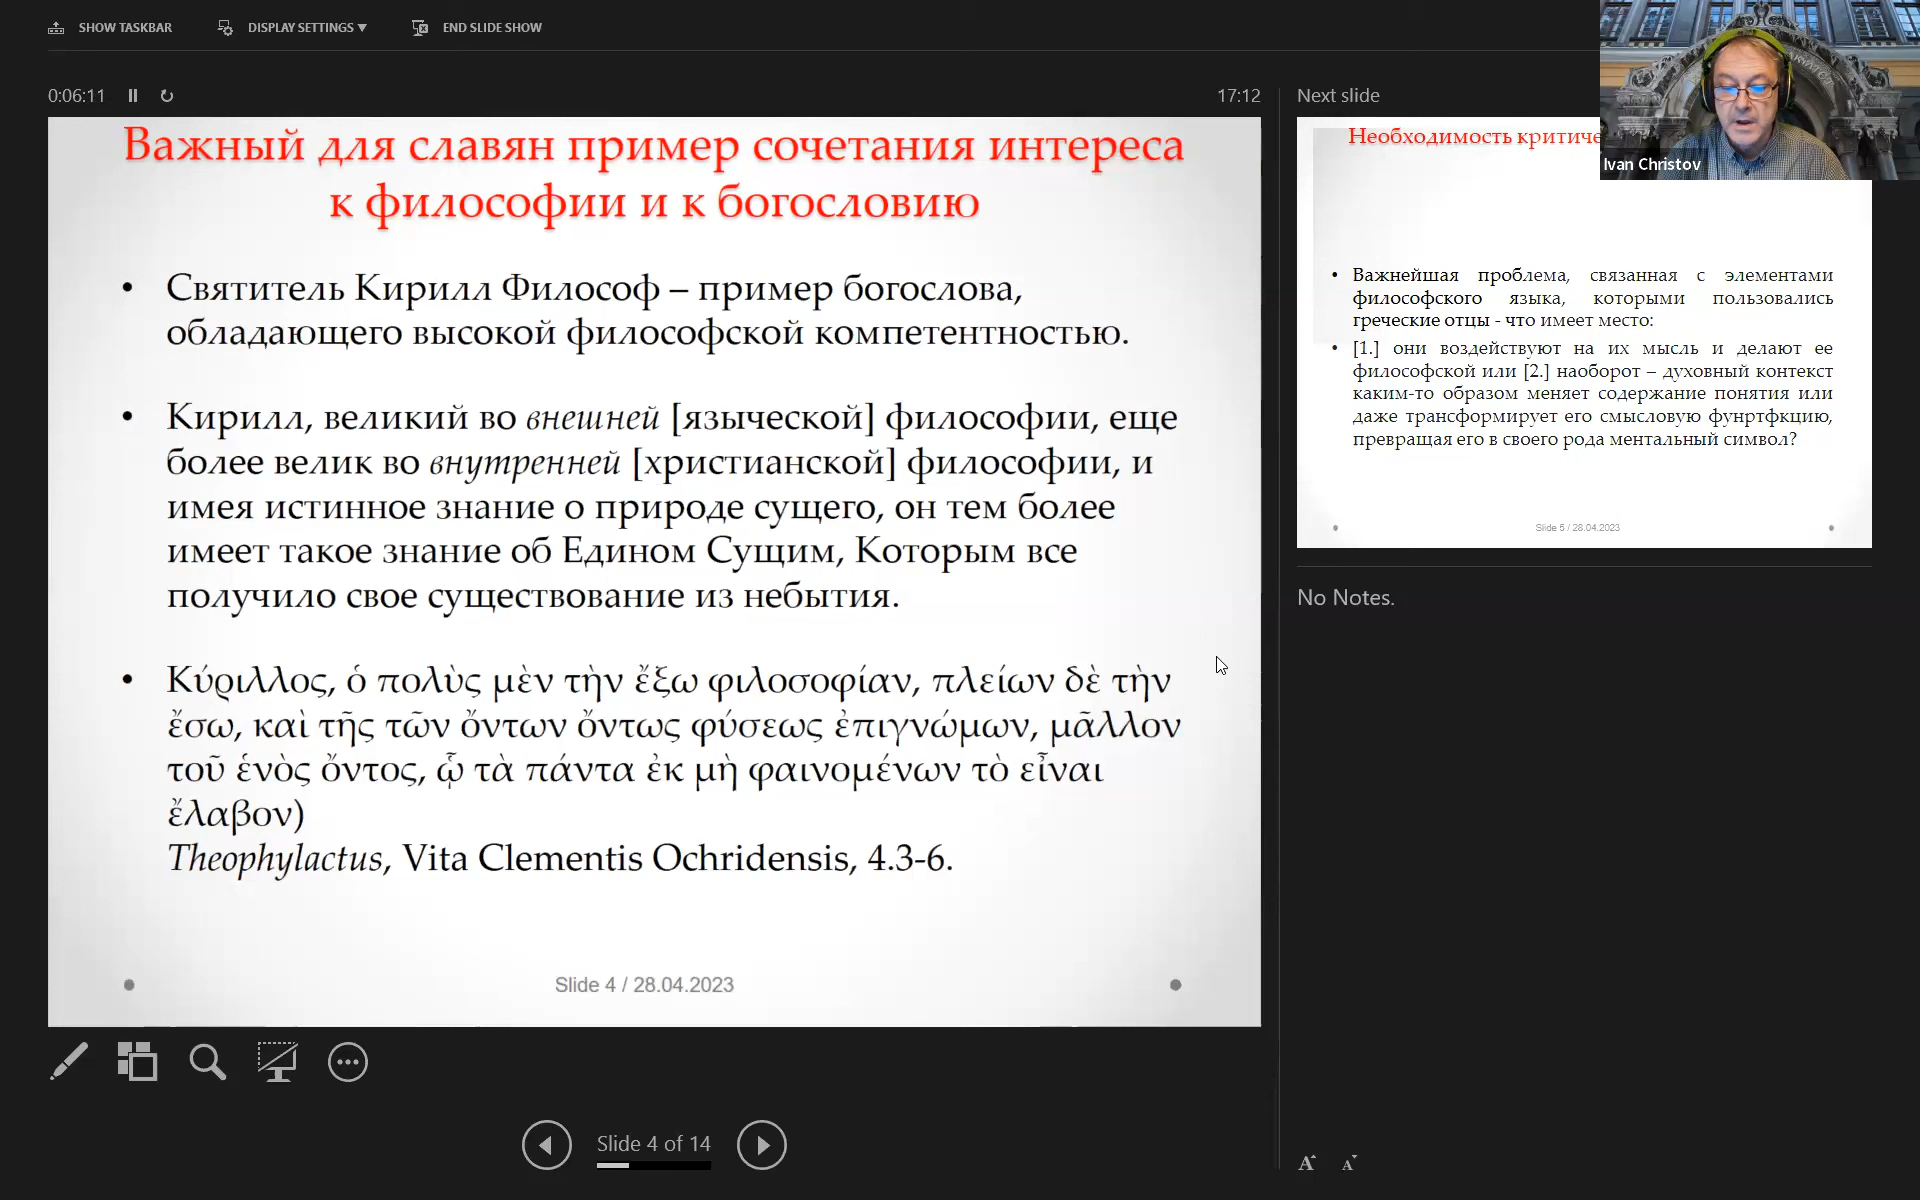 SHOW TASKBAR
DISPLAY SETTINGS
END SLIDE SHOW
0:06:11
17:12
Важный для славян пример сочетания интереса
к философии и к богословию
• Святитель Кирилл Философ – пример богослова,
обладающего высокой философской компетентностью.
• Кирилл, великий во внешней [языческой] философии, еще
более велик во внутренней [христианской] философии, и
имея истинное знание о природе сущего, он тем более
имеет такое знание об Едином Сущим, Которым все
получило свое существование из небытия.
• Κύριλλος, ὁ πολὺς μὲν τὴν ἔξω φιλοσοφίαν, πλείων δὲ τὴν
ἔσω, καὶ τῆς τῶν ὄντων ὄντως φύσεως ἐπιγνώμων, μᾶλλον
τοῦ ἑνὸς ὄντος, ᾧ τὰ πάντα ἐκ μὴ φαινομένων τὸ εἶναι
ἔλαβον)
Theophylactus, Vita Clementis Ochridensis, 4.3-6.
Slide 4 / 28.04.2023
Slide 4 of 14
Next slide
Необходимость
Ivan Christov
• Важнейшая проблема, связанная с элементами
философского языка, которыми пользовались
греческие отцы - что имеет место:
• [1.] они воздействуют на их мысль и делают ее
философской или [2.] наоборот – духовный контекст
каким-то образом меняет содержание понятия или
даже трансформирует его смысловую фунртфкцию,
превращая его в своего рода ментальный символ?
Slide 5 / 28.04.2023
No Notes.
A A